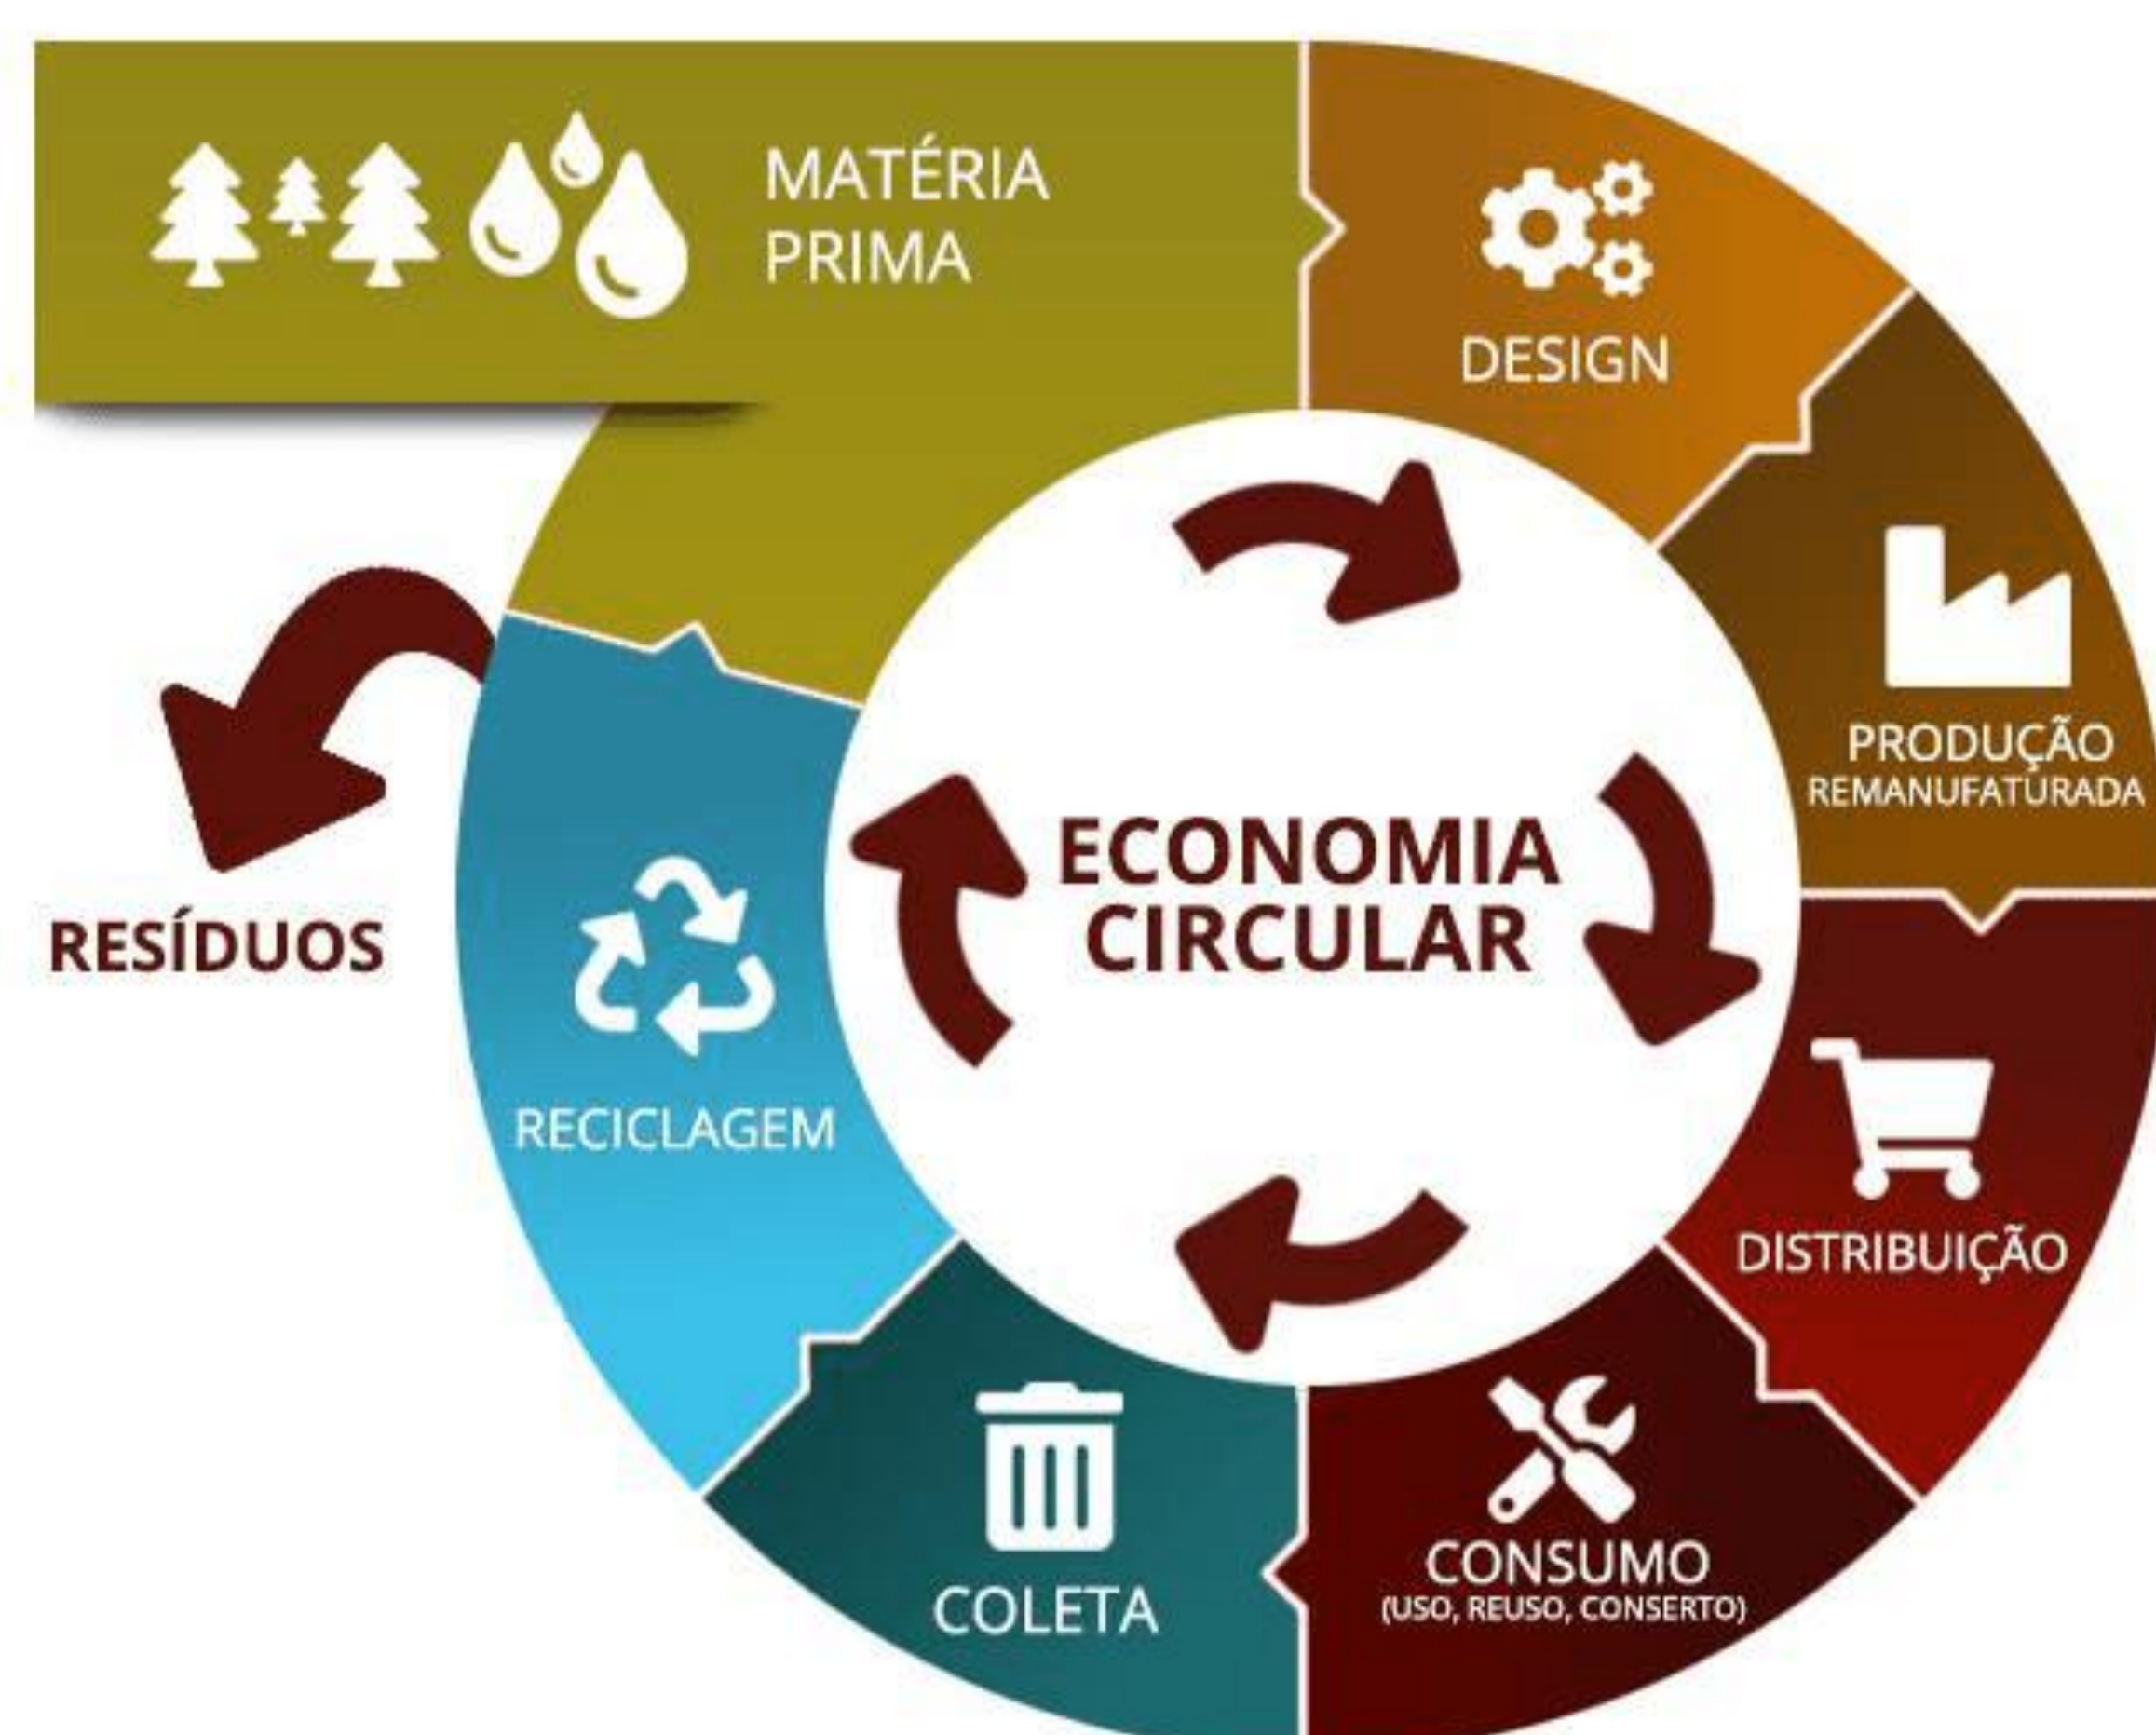 MATÉRIA
PRIMA
DESIGN
PRODUÇÃO
REMANUFATURADA
DISTRIBUIÇÃO
CONSUMO
(USO, REUSO, CONSERTO)
COLETA
RECICLAGEM
RESÍDUOS
ECONOMIA
CIRCULAR